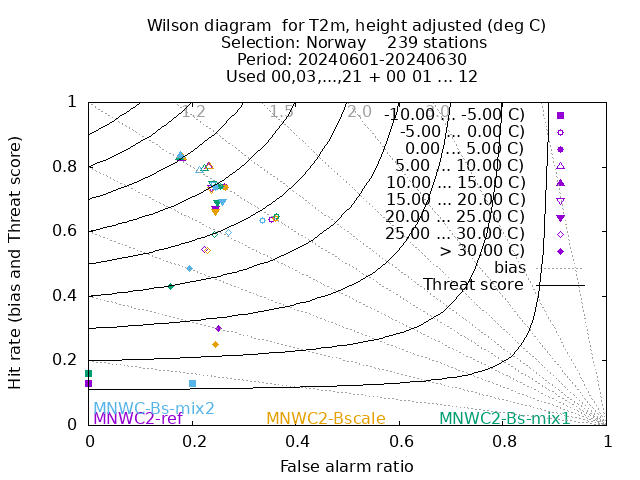 Wilson diagram  for T2m, height adjusted (deg C)
Selection: Norway    239 stations
Period: 20240601-20240630
Used 00,03,...,21 + 00 01 ... 12
Hit rate (bias and Threat score)
1
0.8
0.6
0.4
0.2
0
1.2
1.5
2.0
3.0
-10.00 ... -5.00 C)
-5.00 ... 0.00 C)
0.00 ... 5.00 C)
5.00 ... 10.00 C)
10.00 ... 15.00 C)
15.00 ... 20.00 C)
20.00 ... 25.00 C)
25.00 ... 30.00 C)
> 30.00 C)
bias
Threat score
MNWC-Bs-mix2
MNWC2-ref
MNWC2-Bscale
MNWC2-Bs-mix1
0
0.2
0.4
0.6
0.8
1
False alarm ratio